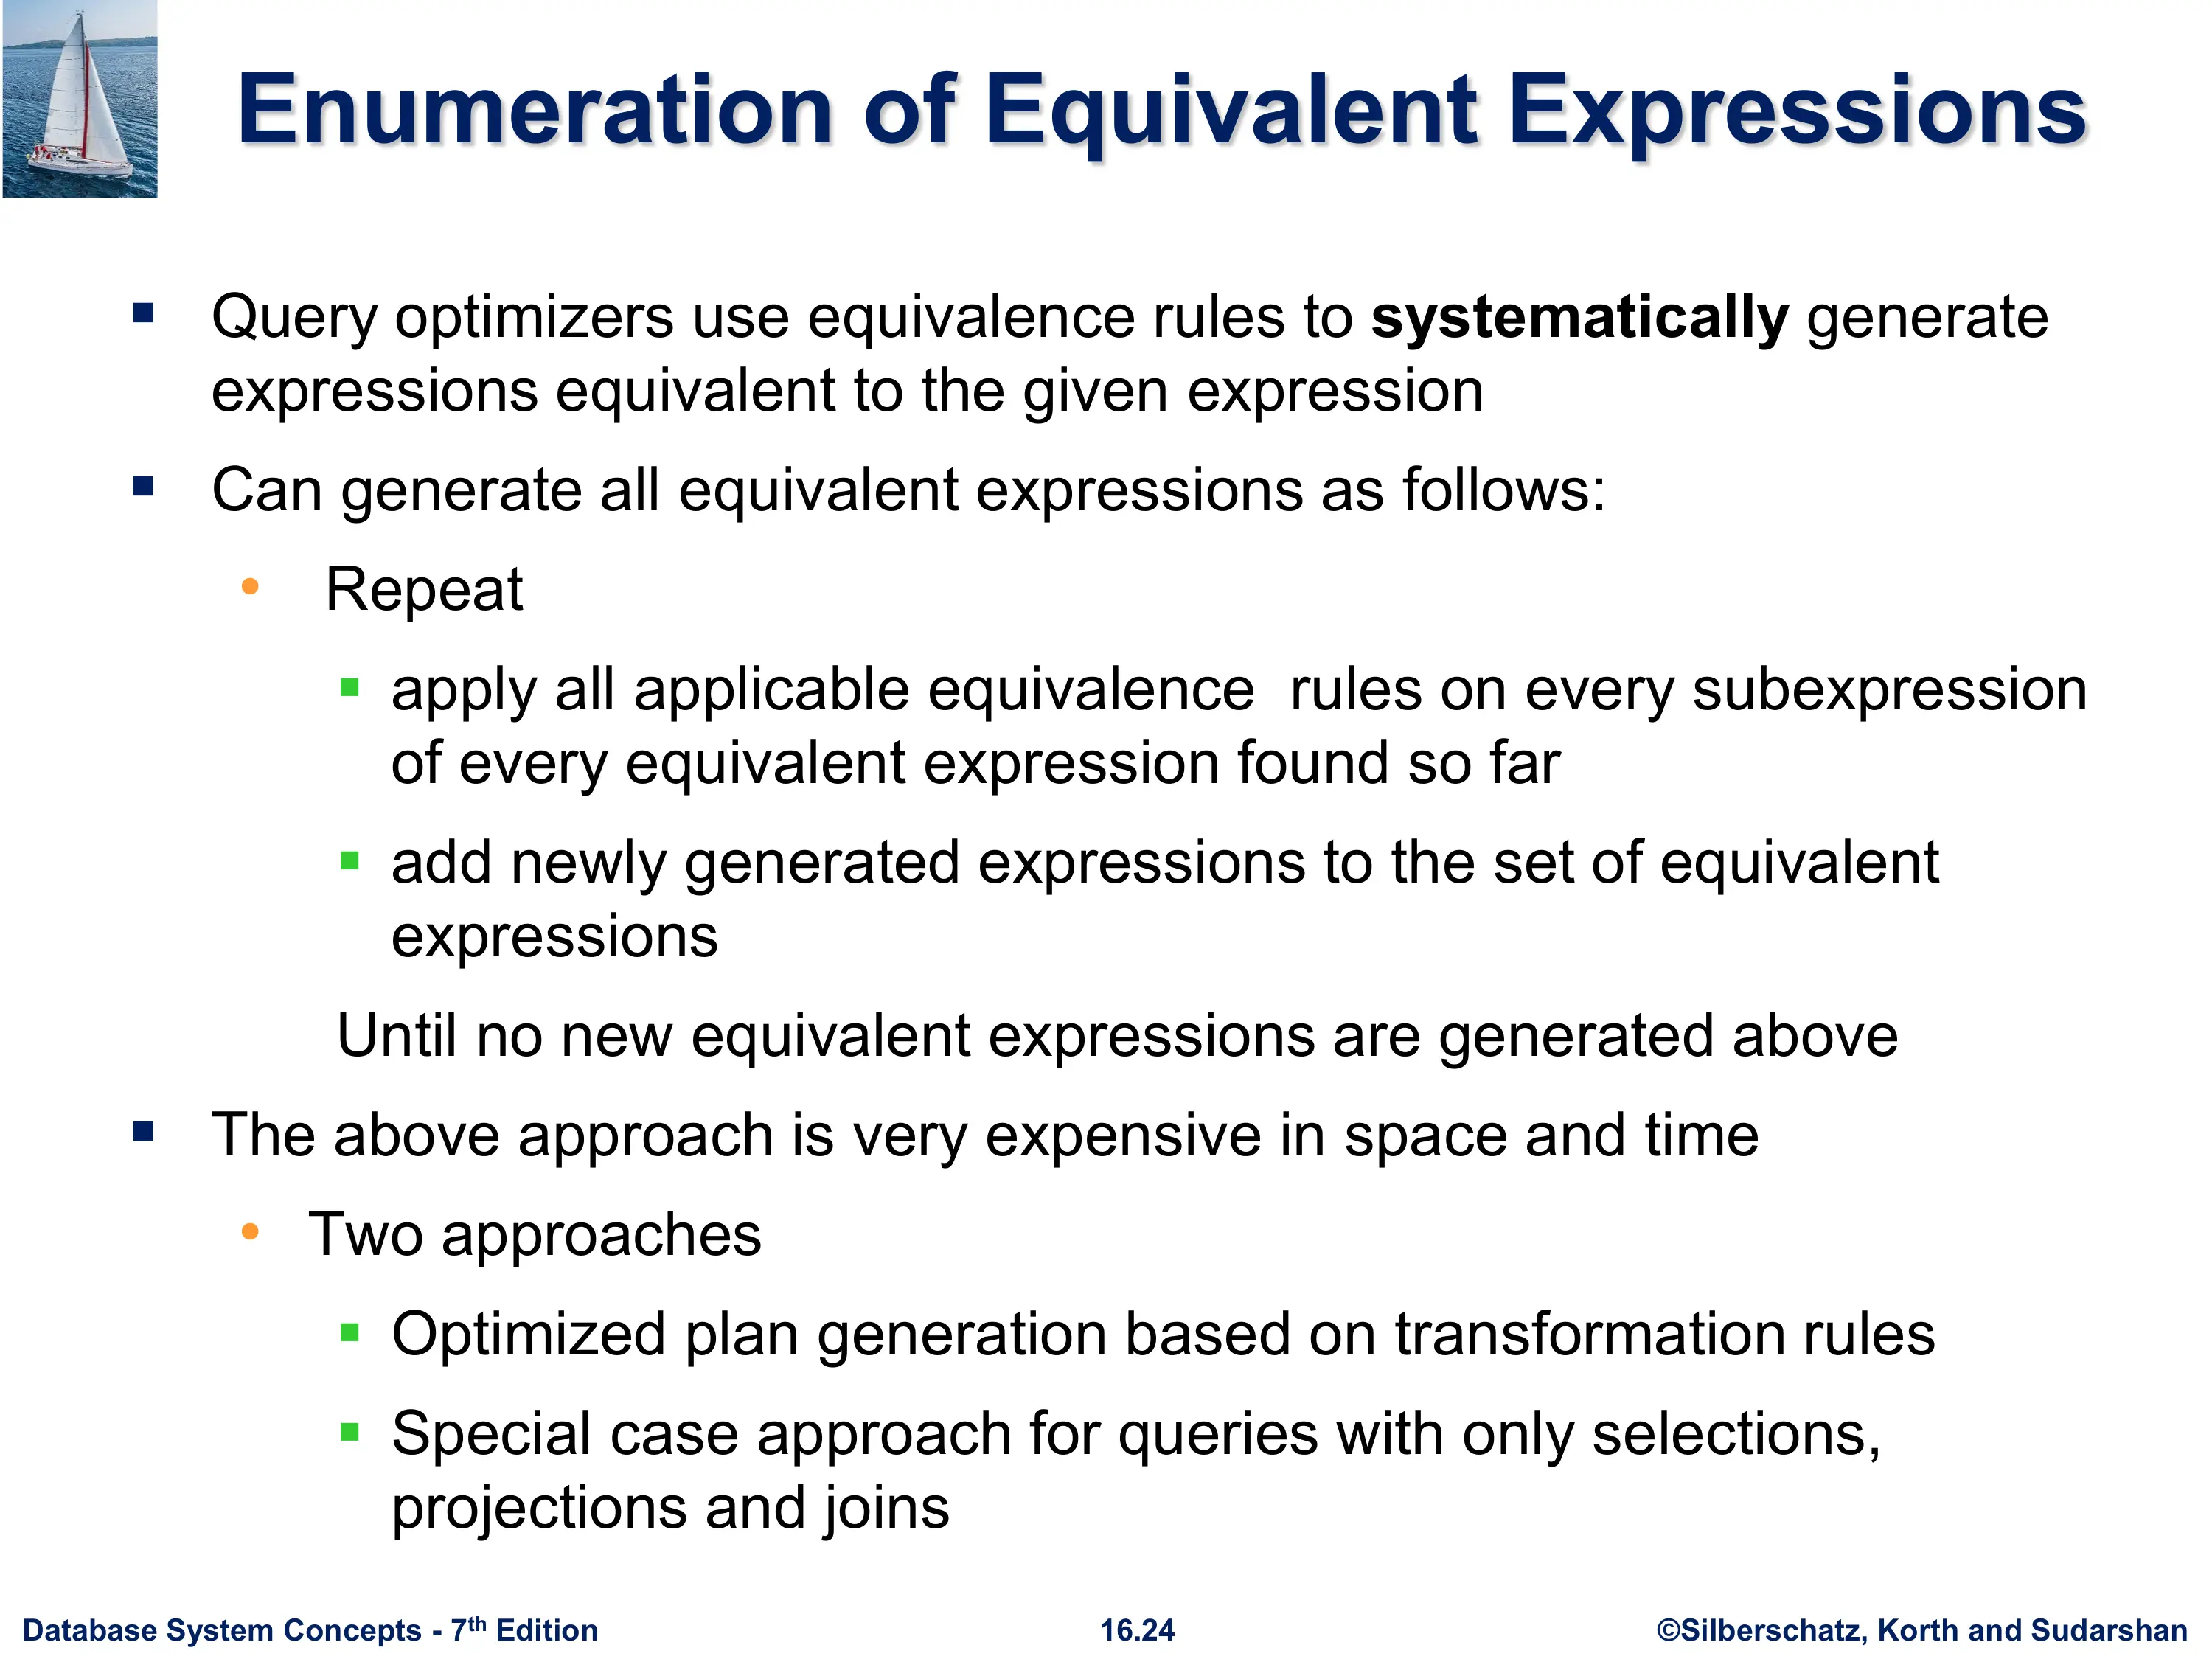 Enumeration of Equivalent Expressions
▪ Query optimizers use equivalence rules to systematically generate
expressions equivalent to the given expression
▪ Can generate all equivalent expressions as follows:
• Repeat
▪ apply all applicable equivalence  rules on every subexpression
of every equivalent expression found so far
▪ add newly generated expressions to the set of equivalent
expressions
Until no new equivalent expressions are generated above
▪ The above approach is very expensive in space and time
• Two approaches
▪ Optimized plan generation based on transformation rules
▪ Special case approach for queries with only selections,
projections and joins
Database System Concepts - 7th Edition
16.24
©Silberschatz, Korth and Sudarshan